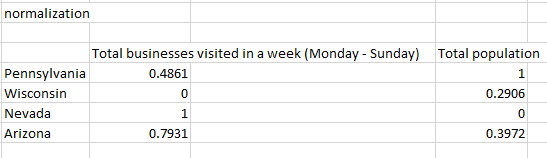 normalization
Total businesses visited in a week (Monday - Sunday) Total population
Pennsylvania 0.4861 1
Wisconsin 0 0.2906
Nevada 1 0
Arizona 0.7931 0.3972